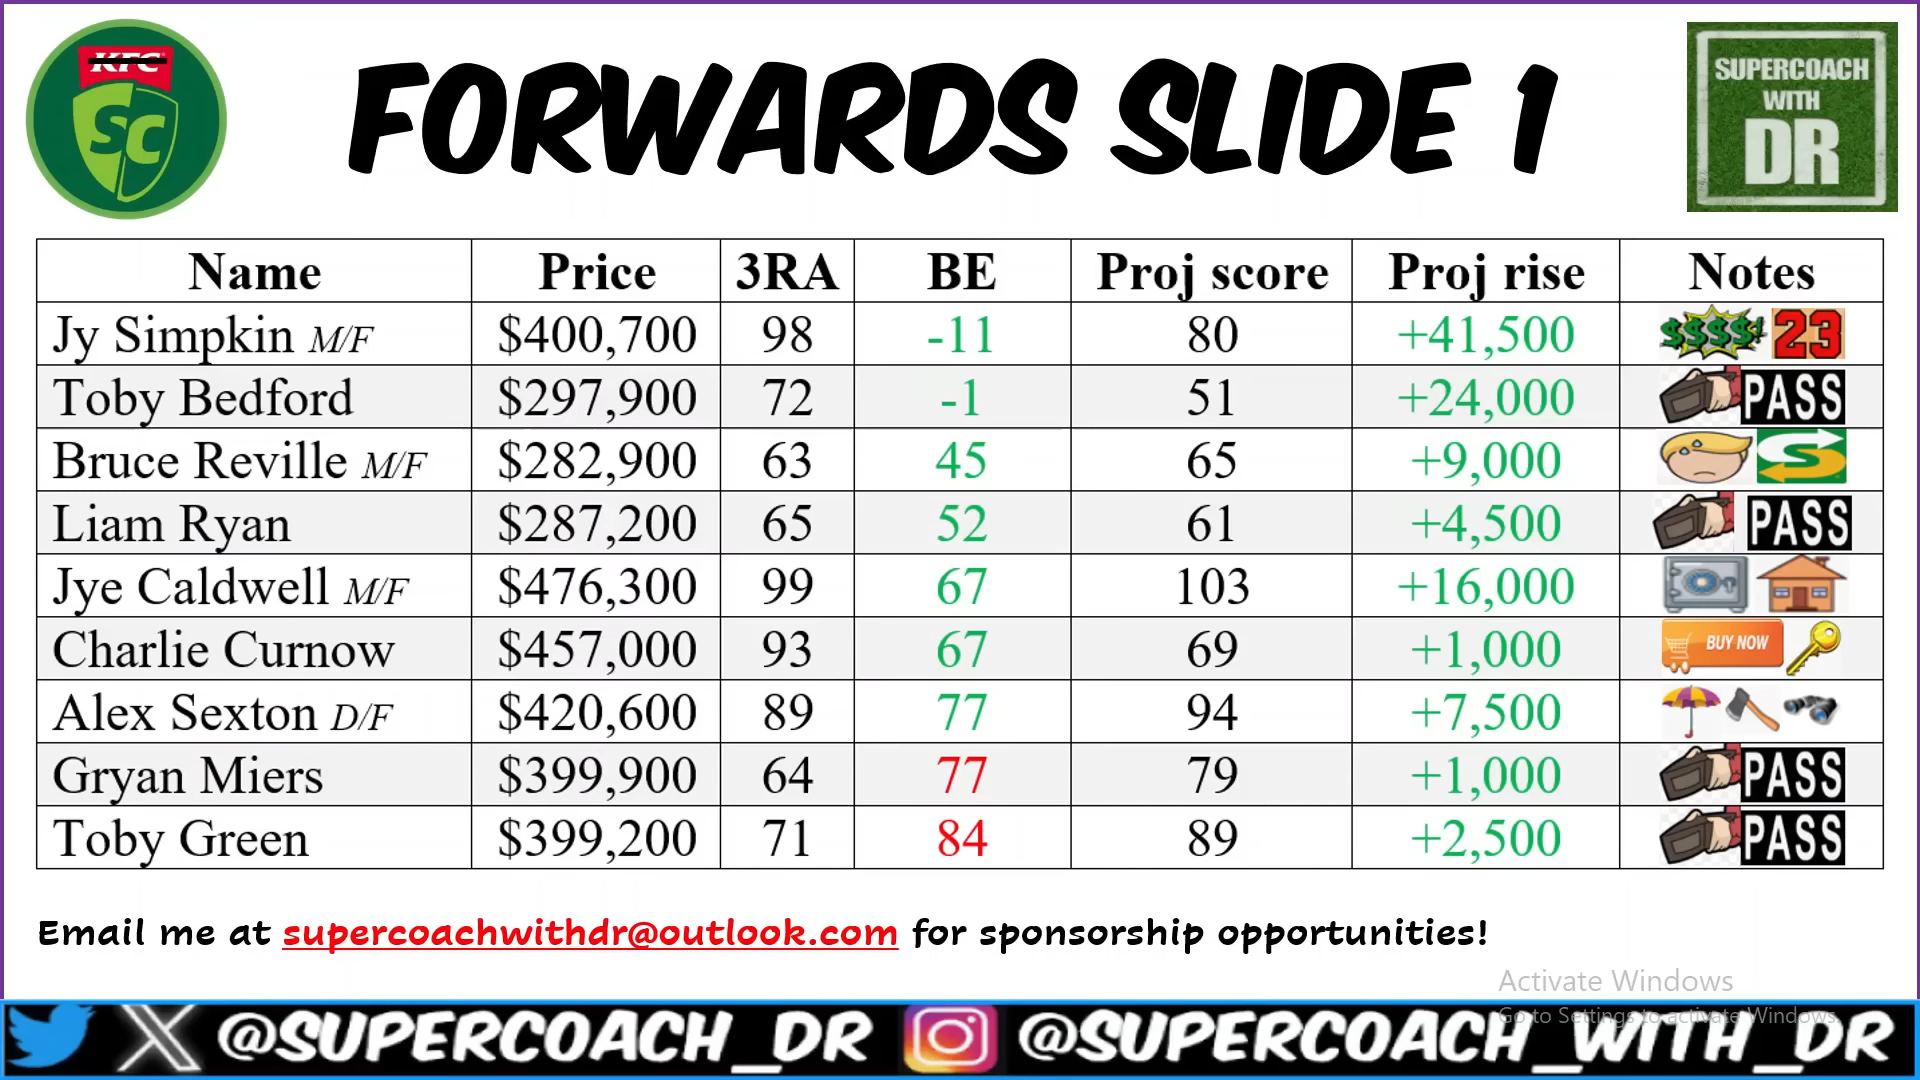 KFC
SC
FORWARDS SLIDE 1
SUPERCOACH
WITH
DR
Name Price 3RA BE Proj score Proj rise Notes
Jy Simpkin M/F $400,700 98 -11 80 +41,500 $$$$! 23
Toby Bedford $297,900 72 -1 51 +24,000 PASS
Bruce Reville M/F $282,900 63 45 65 +9,000 S
Liam Ryan $287,200 65 52 61 +4,500 PASS
Jye Caldwell M/F $476,300 99 67 103 +16,000
Charlie Curnow $457,000 93 67 69 +1,000 BUY NOW
Alex Sexton D/F $420,600 89 77 94 +7,500
Gryan Miers $399,900 64 77 79 +1,000 PASS
Toby Green $399,200 71 84 89 +2,500 PASS
Email me at supercoachwithdr@outlook.com for sponsorship opportunities!
Activate Windows
Go to Settings to activate Windows.
@SUPERCOACH_DR @SUPERCOACH_WITH_DR